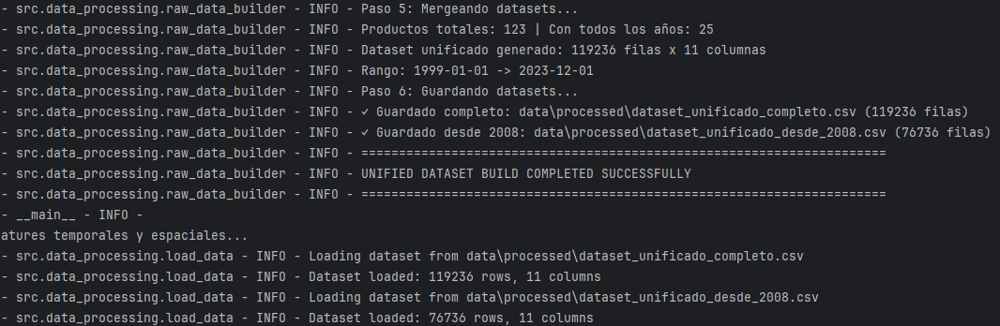 - src.data_processing.raw_data_builder - INFO - Paso 5: Mergeando datasets...
- src.data_processing.raw_data_builder - INFO - Productos totales: 123 | Con todos los años: 25
- src.data_processing.raw_data_builder - INFO - Dataset unificado generado: 119236 filas x 11 columnas
- src.data_processing.raw_data_builder - INFO - Rango: 1999-01-01 -> 2023-12-01
- src.data_processing.raw_data_builder - INFO - Paso 6: Guardando datasets...
- src.data_processing.raw_data_builder - INFO - ✓ Guardado completo: data\processed\dataset_unificado_completo.csv (119236 filas)
- src.data_processing.raw_data_builder - INFO - ✓ Guardado desde 2008: data\processed\dataset_unificado_desde_2008.csv (76736 filas)
- src.data_processing.raw_data_builder - INFO - ======================================================================
- src.data_processing.raw_data_builder - INFO - UNIFIED DATASET BUILD COMPLETED SUCCESSFULLY
- src.data_processing.raw_data_builder - INFO - ======================================================================
- __main__ - INFO -
atures temporales y espaciales...
- src.data_processing.load_data - INFO - Loading dataset from data\processed\dataset_unificado_completo.csv
- src.data_processing.load_data - INFO - Dataset loaded: 119236 rows, 11 columns
- src.data_processing.load_data - INFO - Loading dataset from data\processed\dataset_unificado_desde_2008.csv
- src.data_processing.load_data - INFO - Dataset loaded: 76736 rows, 11 columns